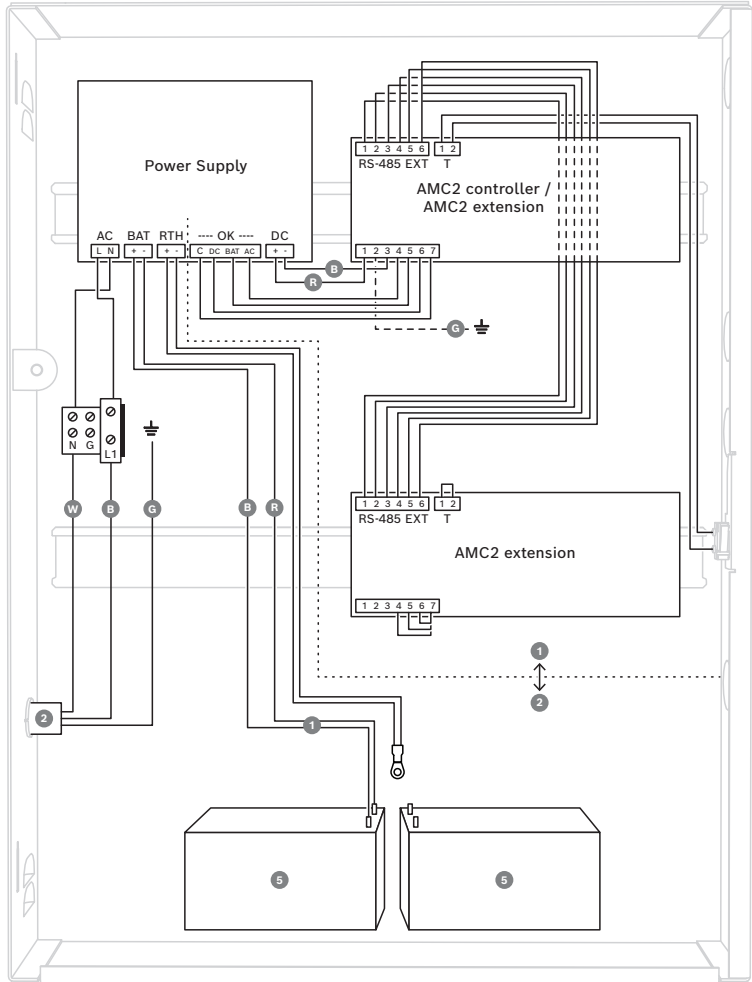 1 2 3 4 5 6 1 2
RS-485 EXT T
Power Supply
AMC2 controller /
AMC2 extension
AC BAT RTH ---- OK ---- DC
L N + - + - C DC BAT AC + -
1 2 3 4 5 6 7
B
R
G
N G
L1
W B G B R
1 2 3 4 5 6 1 2
RS-485 EXT T
AMC2 extension
1 2 3 4 5 6 7
1
2
2
1
5 5